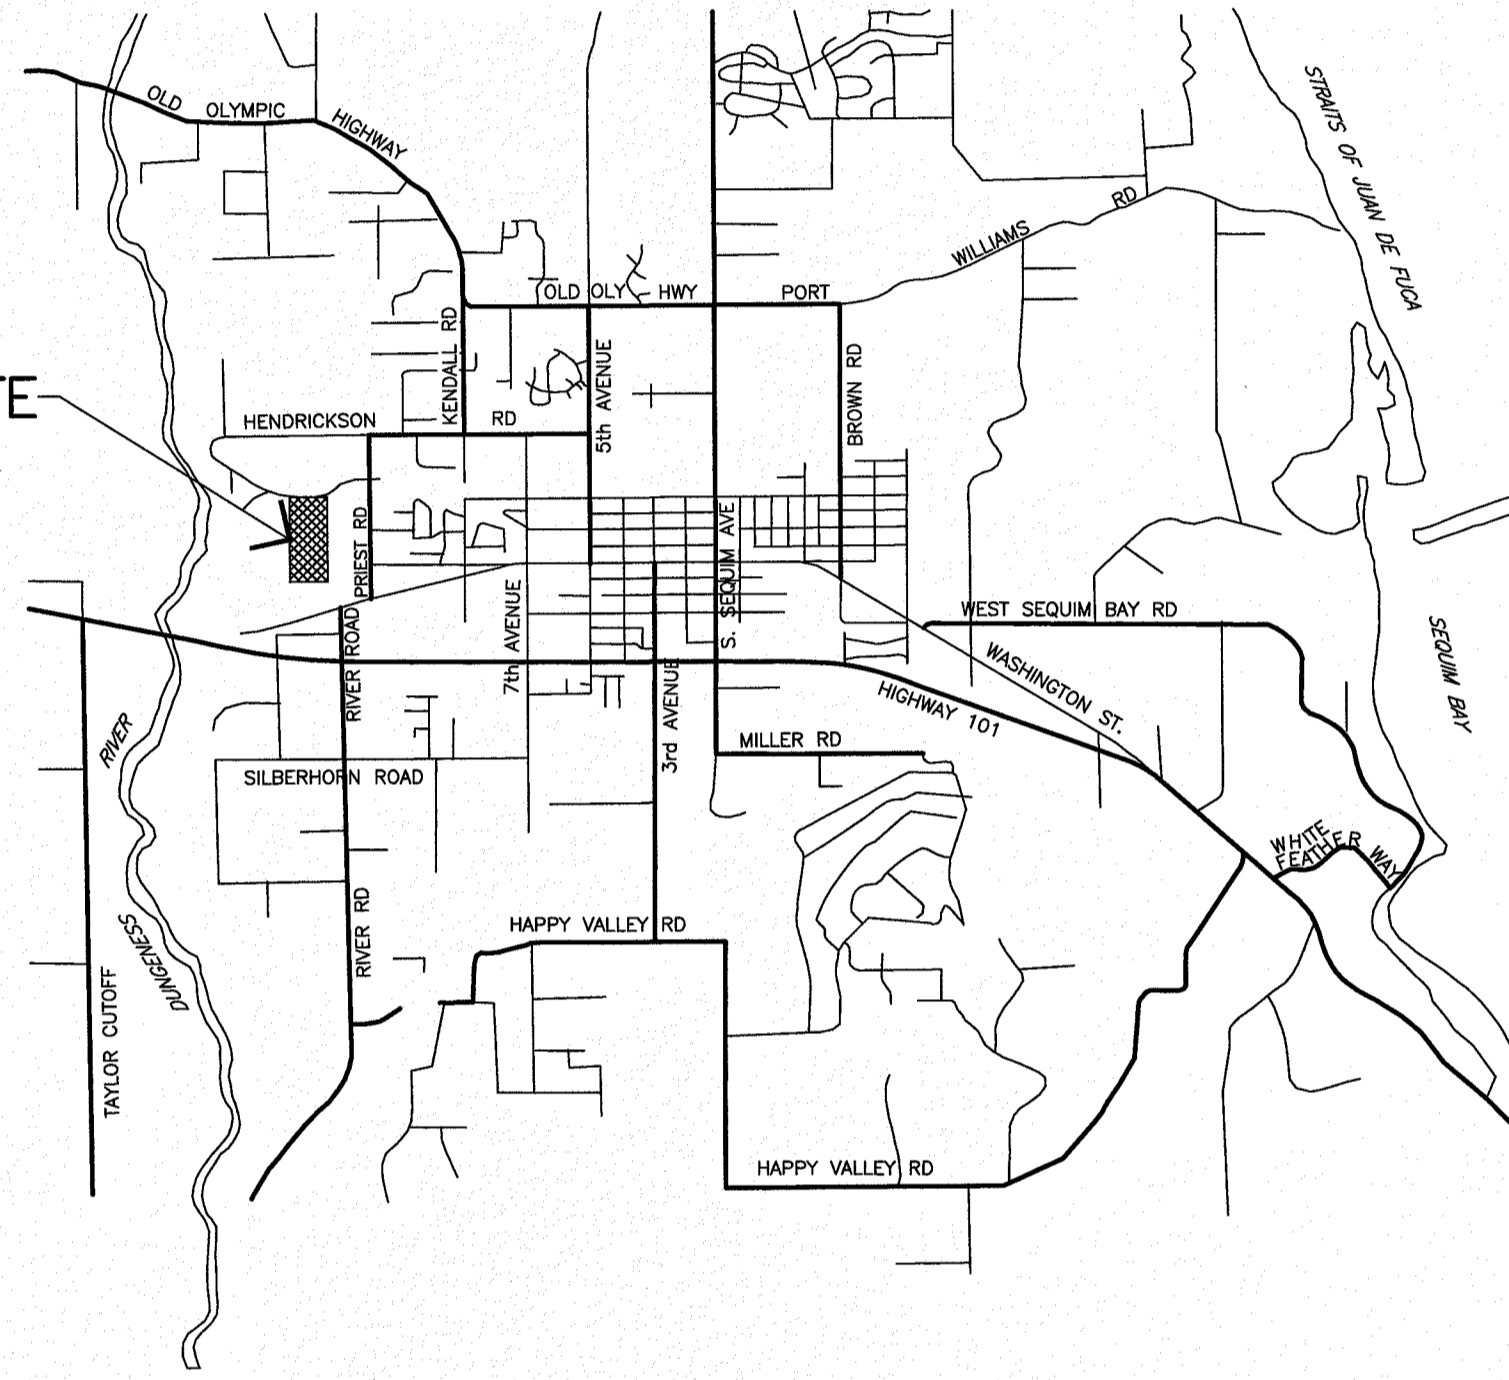 OLD OLYMPIC HIGHWAY
STRAITS OF JUAN DE FUCA
WILLIAMS RD
OLD OLY HWY PORT
KENDALL RD
5th AVENUE
BROWN RD
HENDRICKSON RD
PRIEST RD
S. SEQUIM AVE
7th AVENUE
RIVER ROAD
WEST SEQUIM BAY RD
WASHINGTON ST.
SEQUIM BAY
HIGHWAY 101
3rd AVENUE
RIVER
MILLER RD
SILBERHORN ROAD
WHITE
FEATHER WAY
HAPPY VALLEY RD
RIVER RD
DUNGENESS
TAYLOR CUTOFF
HAPPY VALLEY RD